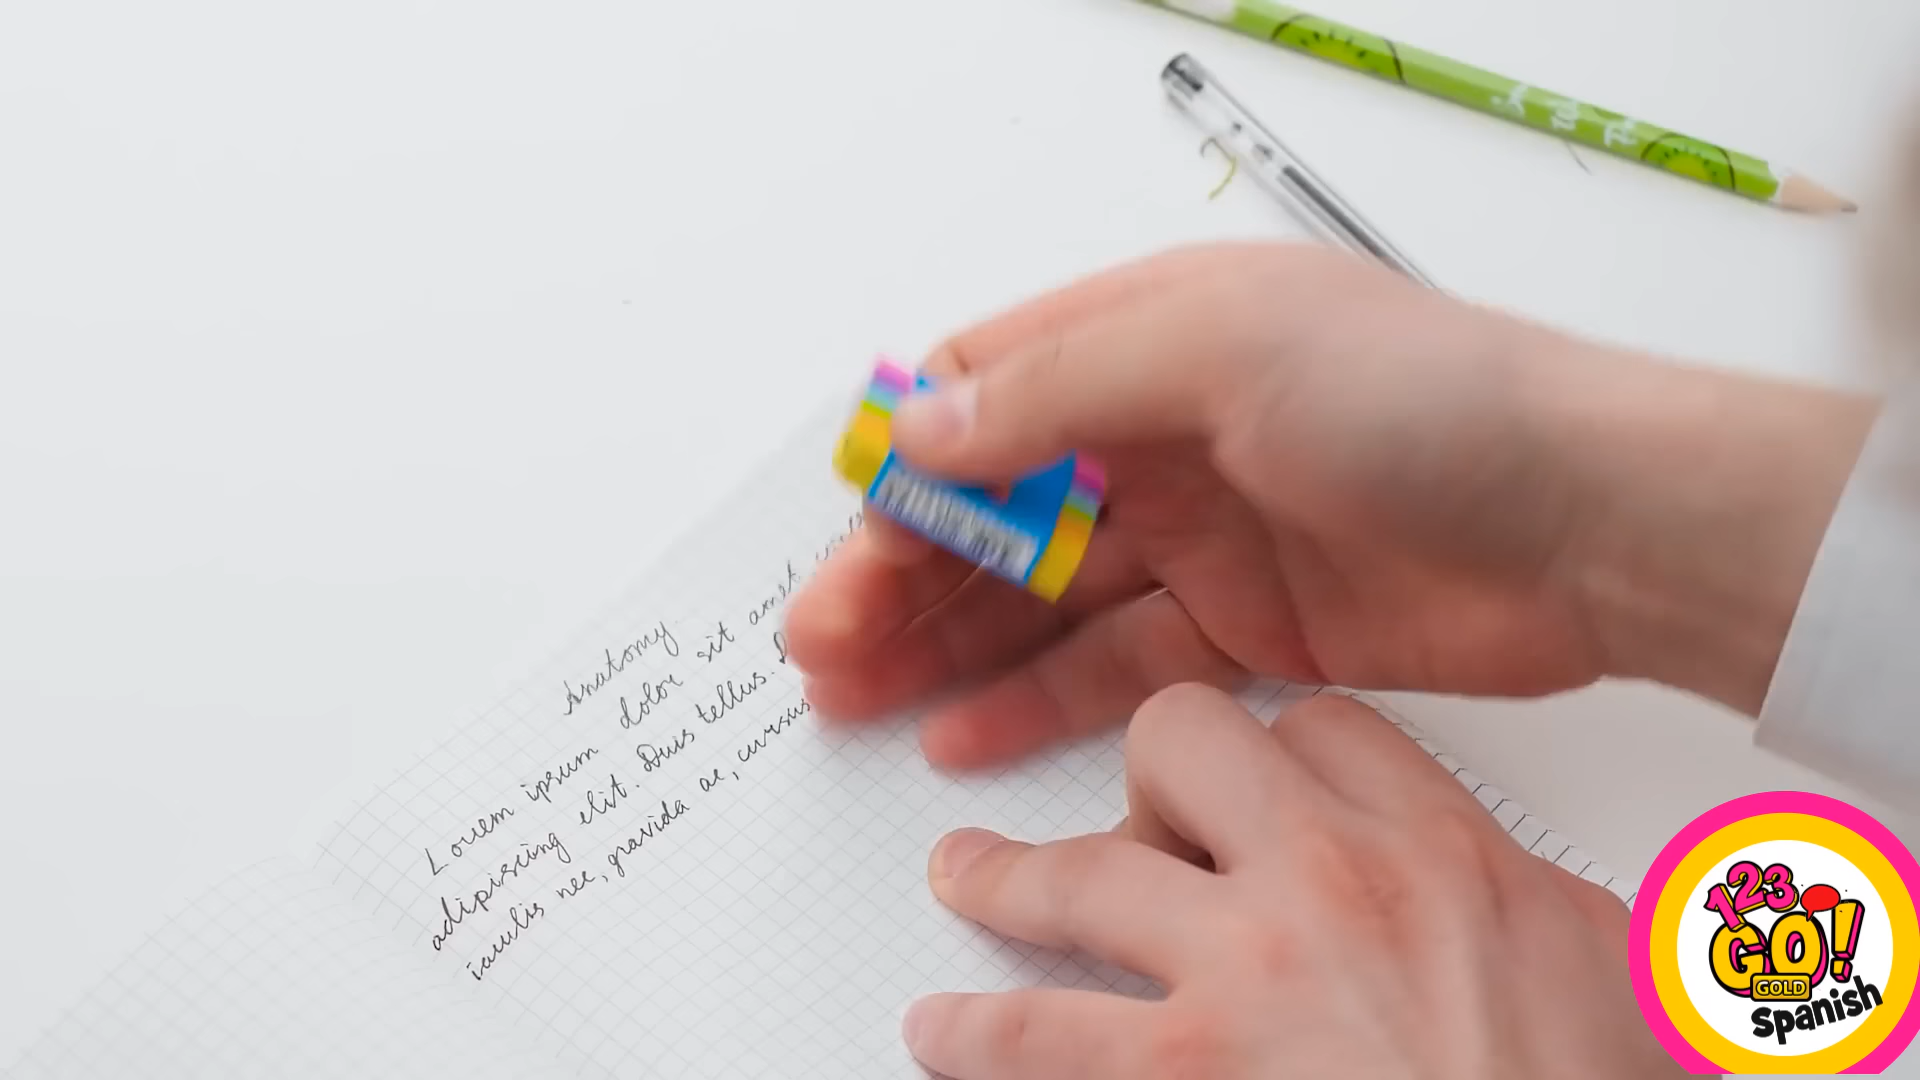 Anatomy.
Lorem ipsum dolor sit amet
adipiscing elit. Duis tellus.
iaculis nec, gravida ac, cursus
123
GO!
GOLD
Spanish